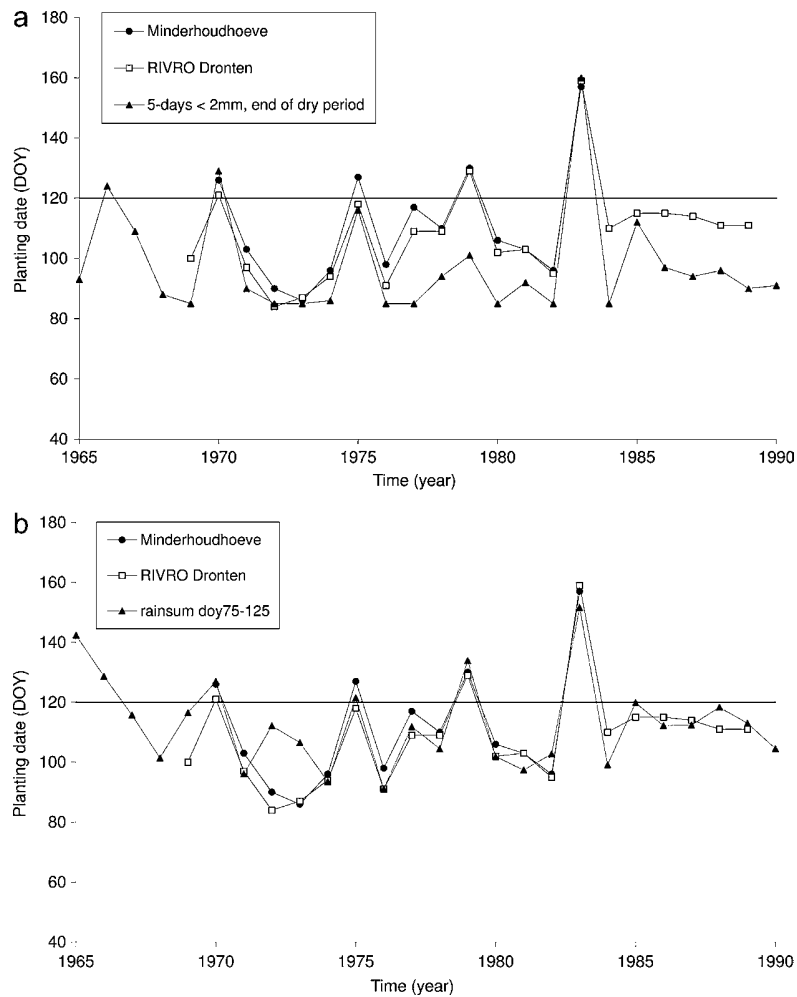 a
180
160
140
120
100
80
60
40
Planting date (DOY)
Minderhoudhoeve
RIVRO Dronten
5-days < 2mm, end of dry period
1965 1970 1975 1980 1985 1990
Time (year)
b
180
160
140
120
100
80
60
40
Planting date (DOY)
Minderhoudhoeve
RIVRO Dronten
rainsum doy75-125
1965 1970 1975 1980 1985 1990
Time (year)